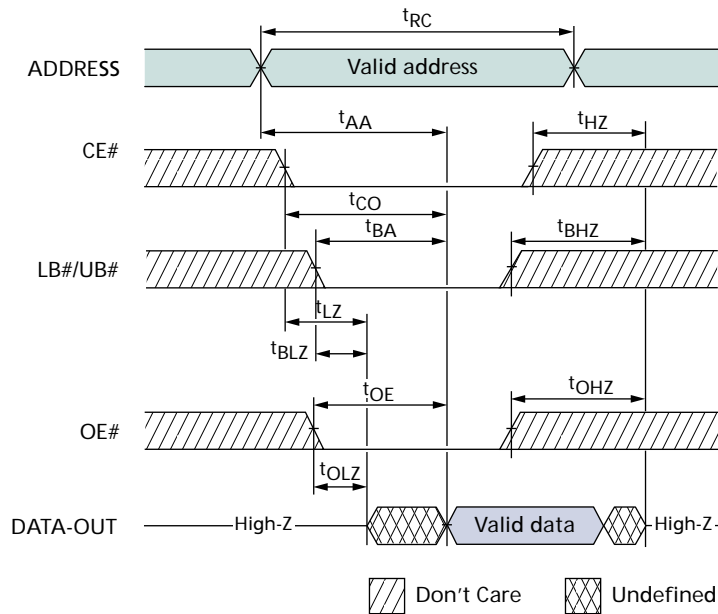 tRC
ADDRESS Valid address
tAA tHZ
CE#
tCO
tBA tBHZ
LB#/UB#
tLZ
tBLZ
tOE tOHZ
OE#
tOLZ
DATA-OUT High-Z Valid data High-Z
Don't Care Undefined